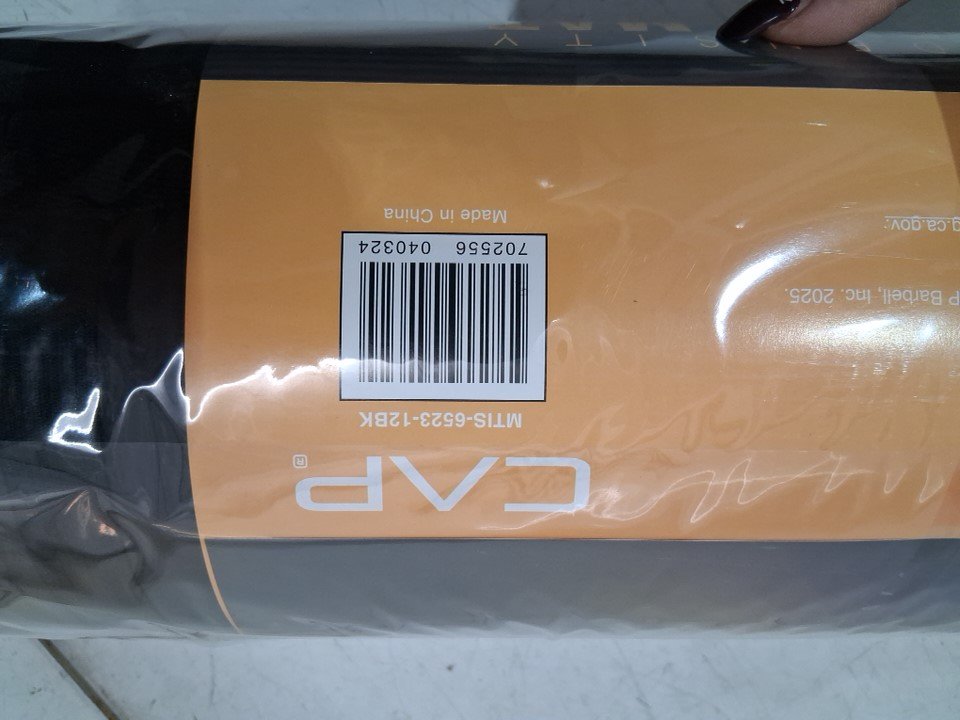 CAP®
MTIS-6523-12BK
702556 040324
Made in China
P Barbell, Inc. 2025.
g.ca.gov.